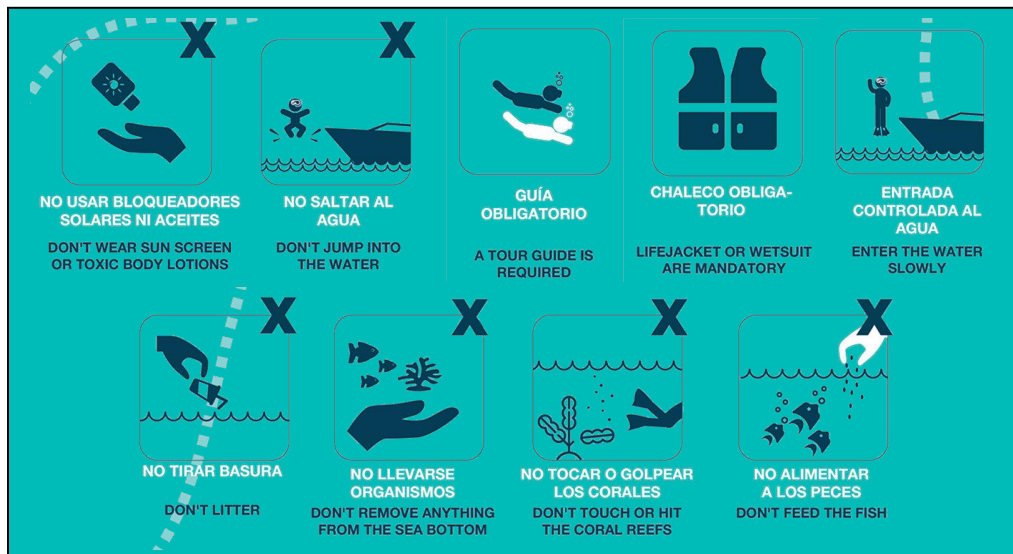 NO USAR BLOQUEADORES
SOLARES NI ACEITES
DON'T WEAR SUN SCREEN
OR TOXIC BODY LOTIONS
NO SALTAR AL
AGUA
DON'T JUMP INTO
THE WATER
GUÍA
OBLIGATORIO
A TOUR GUIDE IS
REQUIRED
CHALECO OBLIGA-
TORIO
LIFEJACKET OR WETSUIT
ARE MANDATORY
ENTRADA
CONTROLADA AL
AGUA
ENTER THE WATER
SLOWLY
NO TIRAR BASURA
DON'T LITTER
NO LLEVARSE
ORGANISMOS
DON'T REMOVE ANYTHING
FROM THE SEA BOTTOM
NO TOCAR O GOLPEAR
LOS CORALES
DON'T TOUCH OR HIT
THE CORAL REEFS
NO ALIMENTAR
A LOS PECES
DON'T FEED THE FISH